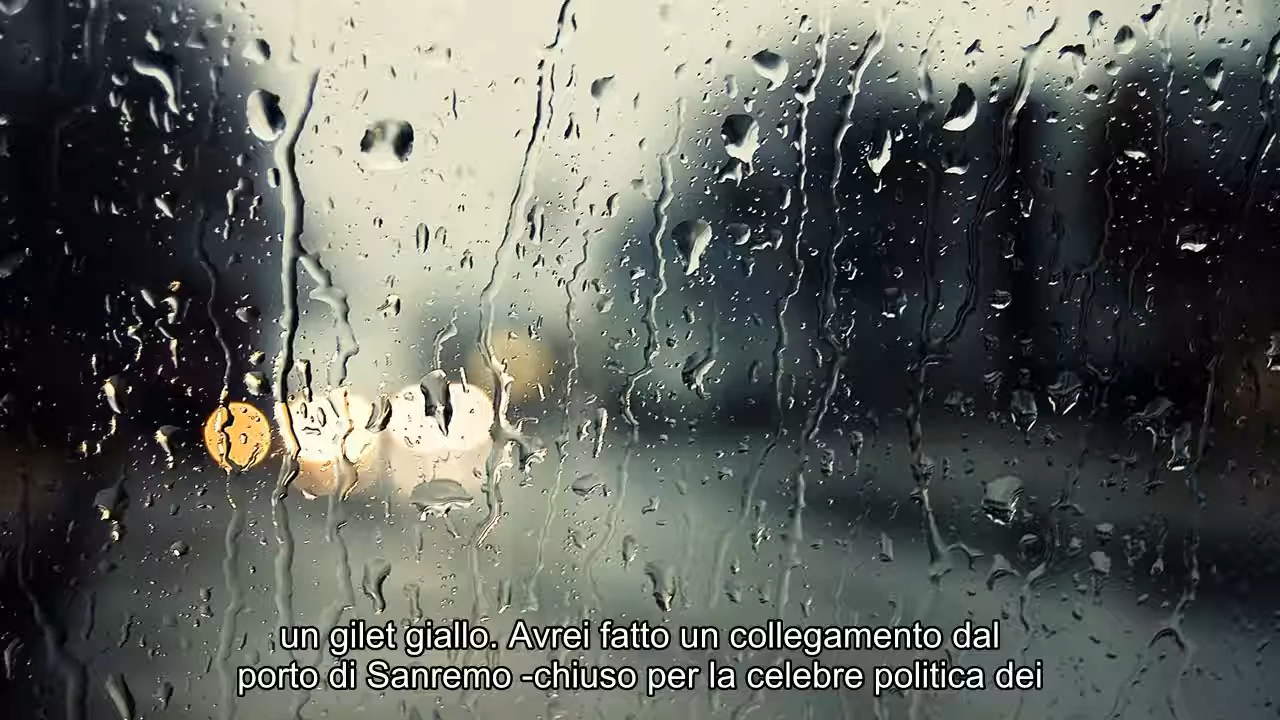 un gilet giallo. Avrei fatto un collegamento dal
porto di Sanremo -chiuso per la celebre politica dei